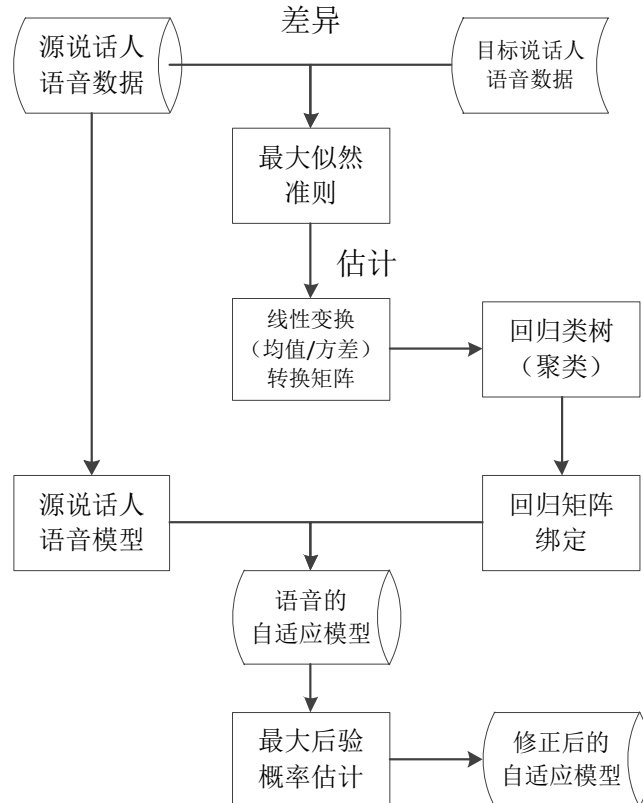 差异
源说话人
语音数据
目标说话人
语音数据
最大似然
准则
估计
线性变换
（均值/方差）
转换矩阵
回归类树
（聚类）
源说话人
语音模型
回归矩阵
绑定
语音的
自适应模型
最大后验
概率估计
修正后的
自适应模型